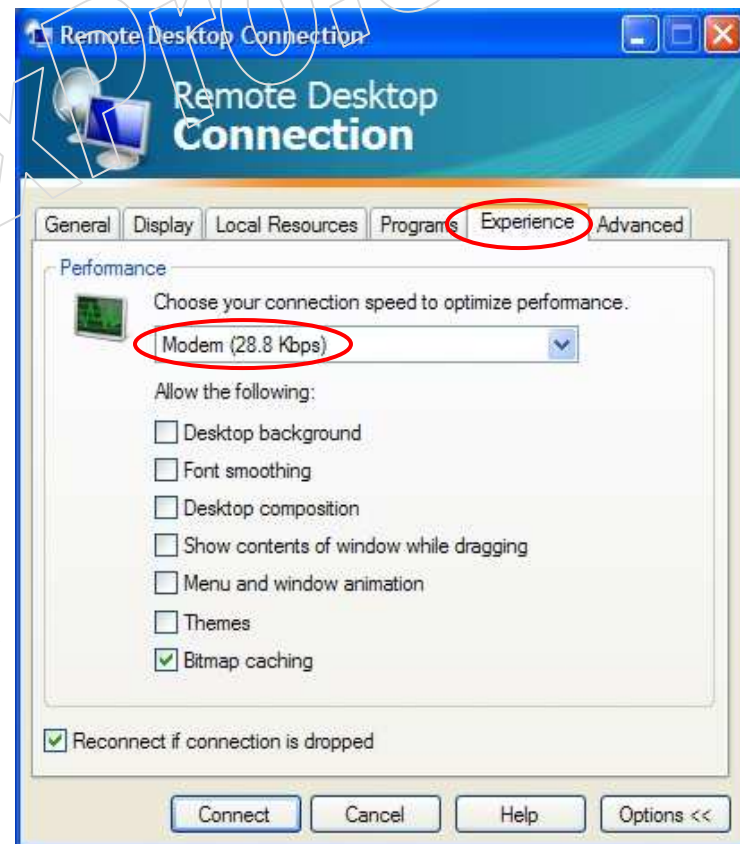 Remote Desktop Connection
Remote Desktop
Connection
General Display Local Resources Programs Experience Advanced
Performance
Choose your connection speed to optimize performance.
Modem (28.8 Kbps)
Allow the following:
Desktop background
Font smoothing
Desktop composition
Show contents of window while dragging
Menu and window animation
Themes
Bitmap caching
Reconnect if connection is dropped
Connect Cancel Help Options <<